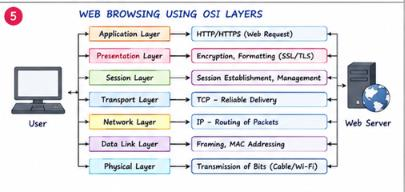 5
WEB BROWSING USING OSI LAYERS
Application Layer
HTTP/HTTPS (Web Request)
Presentation Layer
Encryption, Formatting (SSL/TLS)
Session Layer
Session Establishment, Management
Transport Layer
TCP – Reliable Delivery
Network Layer
IP – Routing of Packets
Data Link Layer
Framing, MAC Addressing
Physical Layer
Transmission of Bits (Cable/Wi-Fi)
User
Web Server